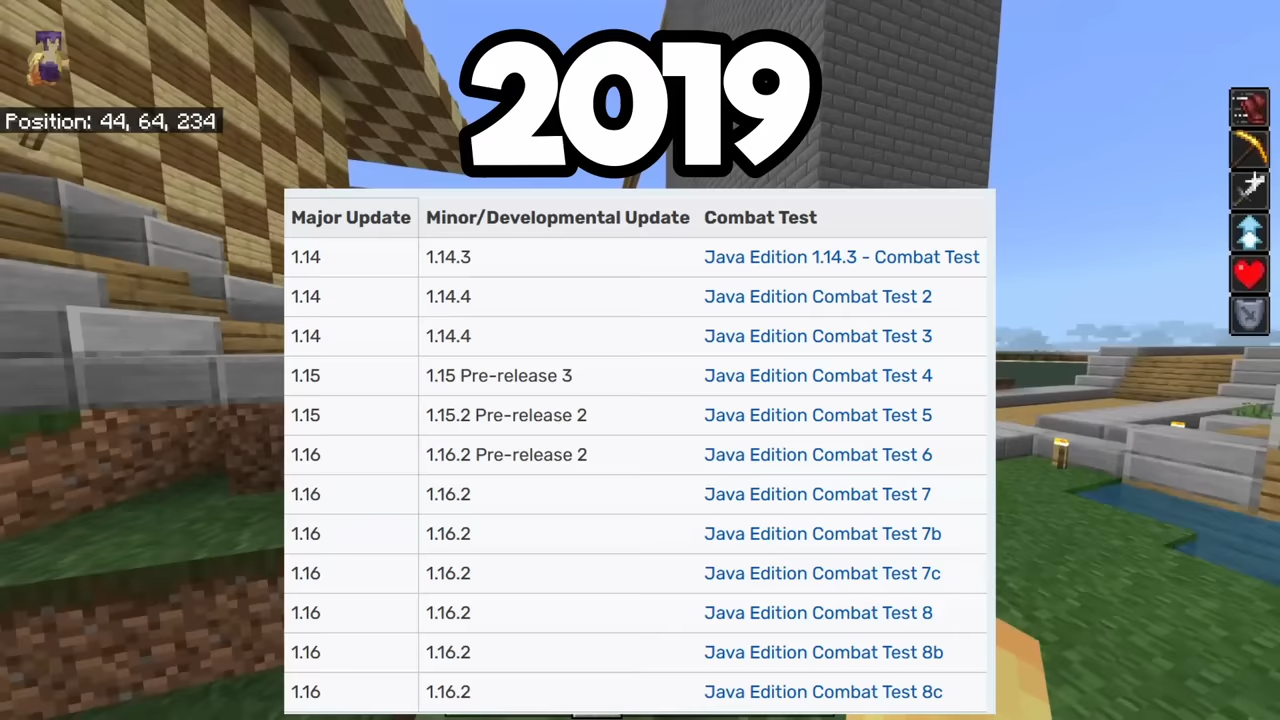 2019
Position: 44, 64, 234
Major Update Minor/Developmental Update Combat Test
1.14 1.14.3 Java Edition 1.14.3 - Combat Test
1.14 1.14.4 Java Edition Combat Test 2
1.14 1.14.4 Java Edition Combat Test 3
1.15 1.15 Pre-release 3 Java Edition Combat Test 4
1.15 1.15.2 Pre-release 2 Java Edition Combat Test 5
1.16 1.16.2 Pre-release 2 Java Edition Combat Test 6
1.16 1.16.2 Java Edition Combat Test 7
1.16 1.16.2 Java Edition Combat Test 7b
1.16 1.16.2 Java Edition Combat Test 7c
1.16 1.16.2 Java Edition Combat Test 8
1.16 1.16.2 Java Edition Combat Test 8b
1.16 1.16.2 Java Edition Combat Test 8c